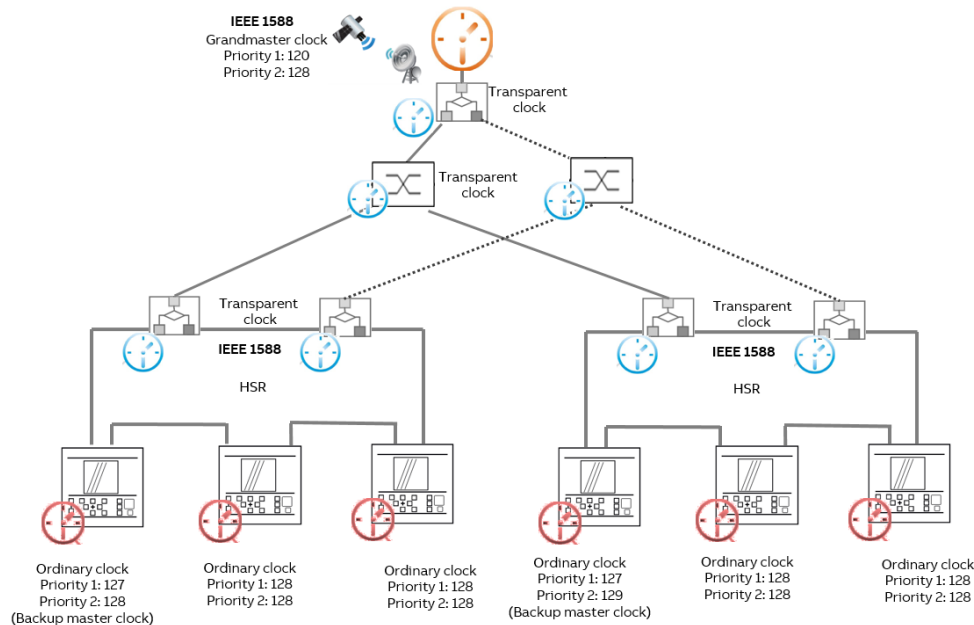 IEEE 1588
Grandmaster clock
Priority 1: 120
Priority 2: 128
Transparent
clock
Transparent
clock
Transparent
clock
IEEE 1588
HSR
Transparent
clock
IEEE 1588
HSR
Ordinary clock
Priority 1: 127
Priority 2: 128
(Backup master clock)
Ordinary clock
Priority 1: 128
Priority 2: 128
Ordinary clock
Priority 1: 128
Priority 2: 128
Ordinary clock
Priority 1: 127
Priority 2: 129
(Backup master clock)
Ordinary clock
Priority 1: 128
Priority 2: 128
Ordinary clock
Priority 1: 128
Priority 2: 128